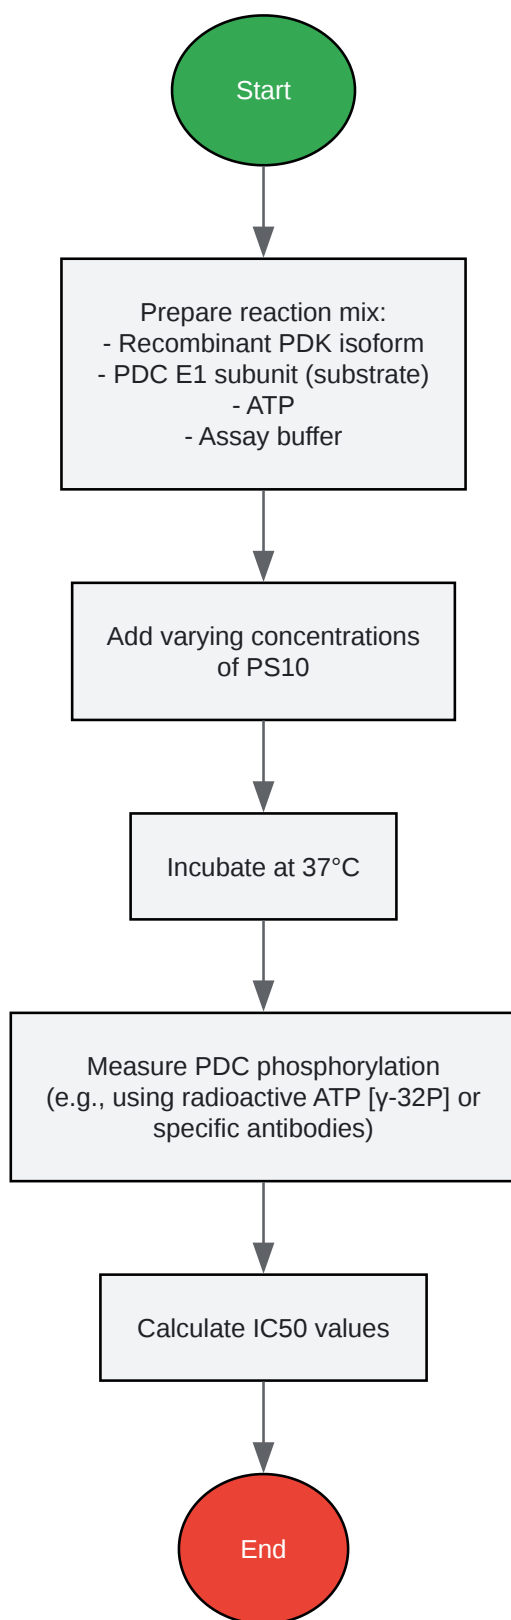 Start
Prepare reaction mix:
- Recombinant PDK isoform
- PDC E1 subunit (substrate)
- ATP
- Assay buffer
Add varying concentrations
of PS10
Incubate at 37°C
Measure PDC phosphorylation
(e.g., using radioactive ATP [γ-32P] or
specific antibodies)
Calculate IC50 values
End